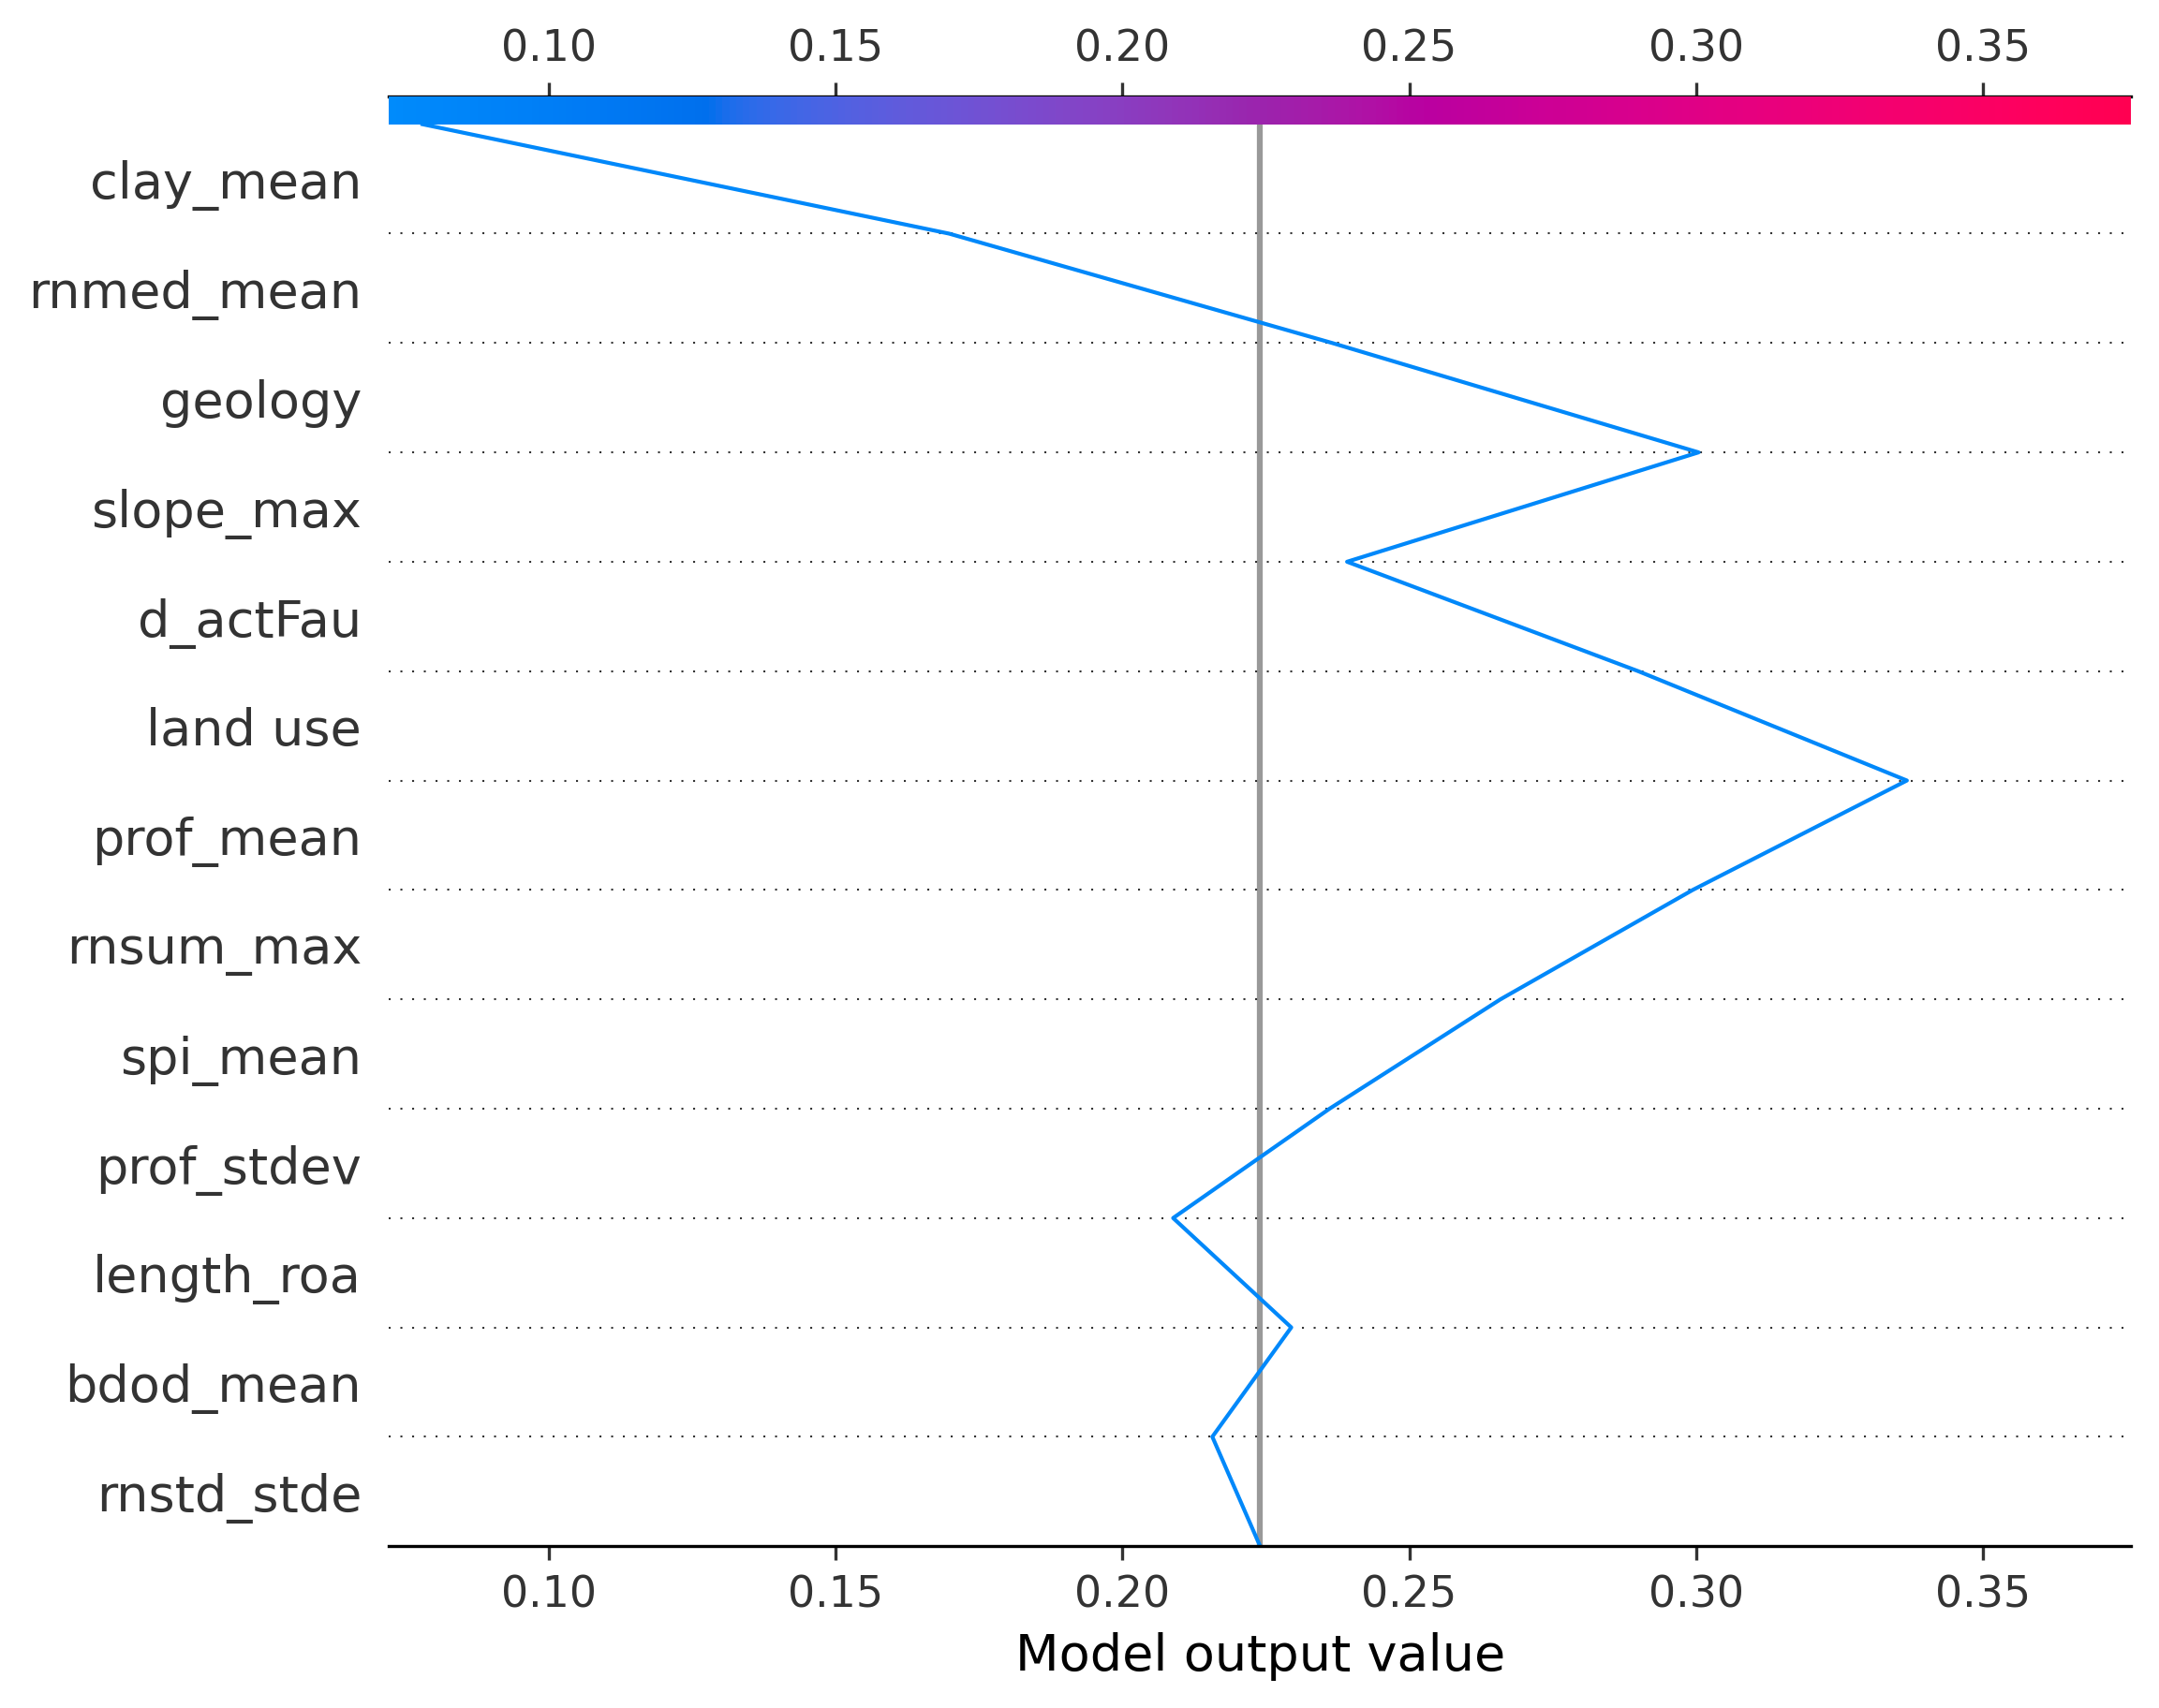 0.10 0.15 0.20 0.25 0.30 0.35
clay_mean
rnmed_mean
geology
slope_max
d_actFau
land use
prof_mean
rnsum_max
spi_mean
prof_stdev
length_roa
bdod_mean
rnstd_stde
0.10 0.15 0.20 0.25 0.30 0.35
Model output value